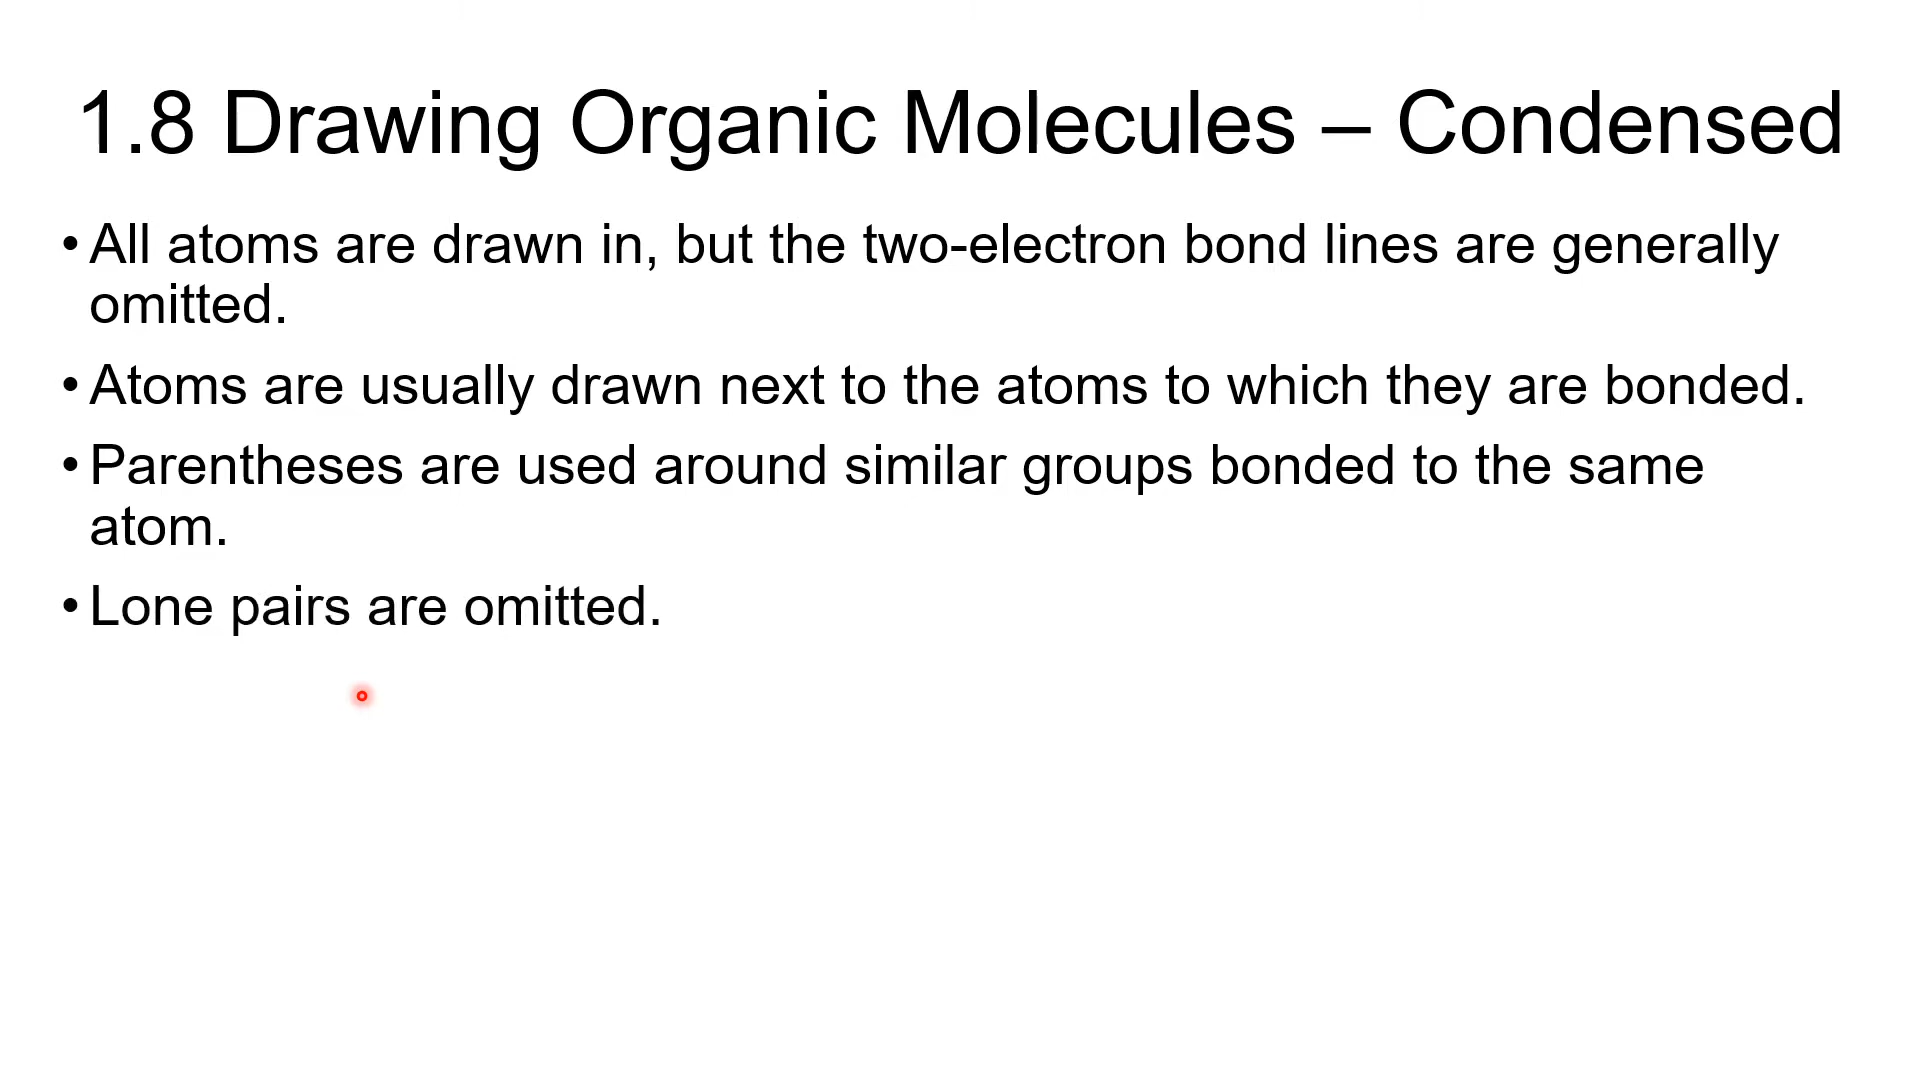 1.8 Drawing Organic Molecules – Condensed
• All atoms are drawn in, but the two-electron bond lines are generally
omitted.
• Atoms are usually drawn next to the atoms to which they are bonded.
• Parentheses are used around similar groups bonded to the same
atom.
• Lone pairs are omitted.